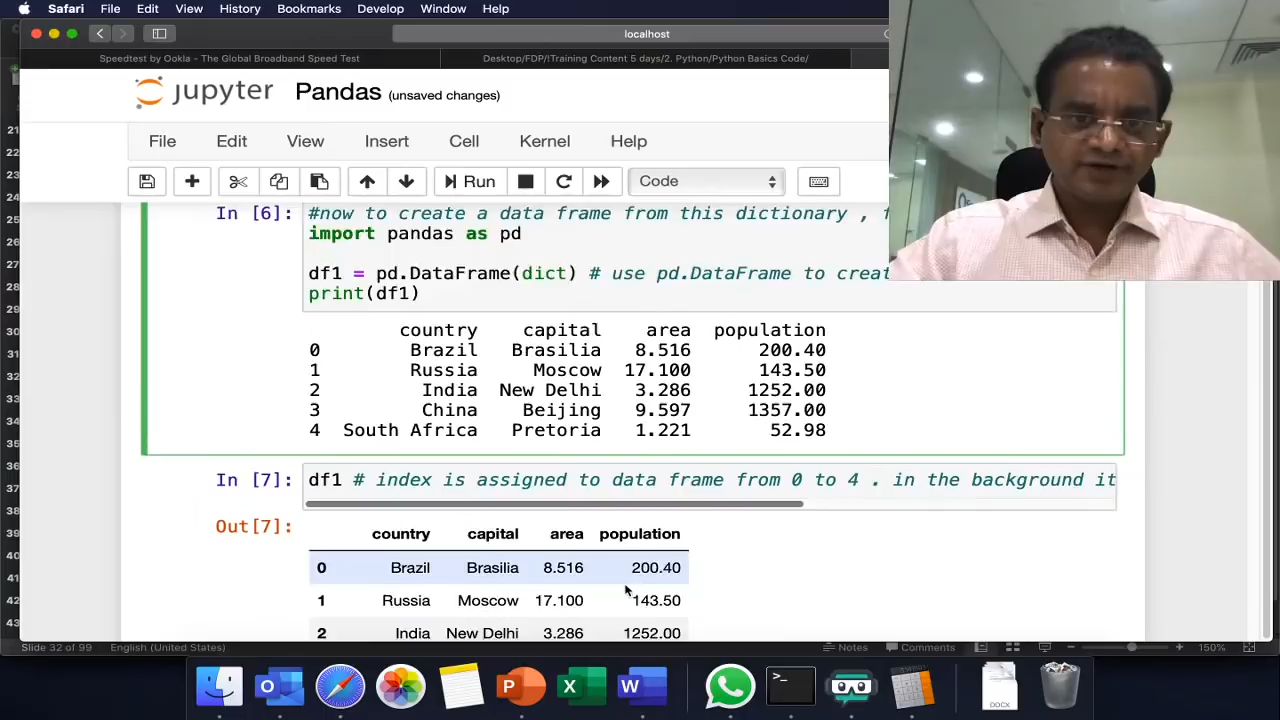 Safari File Edit View History Bookmarks Develop Window Help
localhost
Speedtest by Ookla - The Global Broadband Speed Test
Desktop/FDP/!Training Content 5 days/2. Python/Python Basics Code/
jupyter Pandas (unsaved changes)
File Edit View Insert Cell Kernel Help
Run Code
In [6]: #now to create a data frame from this dictionary , f
import pandas as pd
df1 = pd.DataFrame(dict) # use pd.DataFrame to creat
print(df1)
country capital area population
0 Brazil Brasilia 8.516 200.40
1 Russia Moscow 17.100 143.50
2 India New Delhi 3.286 1252.00
3 China Beijing 9.597 1357.00
4 South Africa Pretoria 1.221 52.98
In [7]: df1 # index is assigned to data frame from 0 to 4 . in the background it
Out[7]:
country capital area population
0 Brazil Brasilia 8.516 200.40
1 Russia Moscow 17.100 143.50
2 India New Delhi 3.286 1252.00
Slide 32 of 99 English (United States) Notes Comments 150%
DOCX